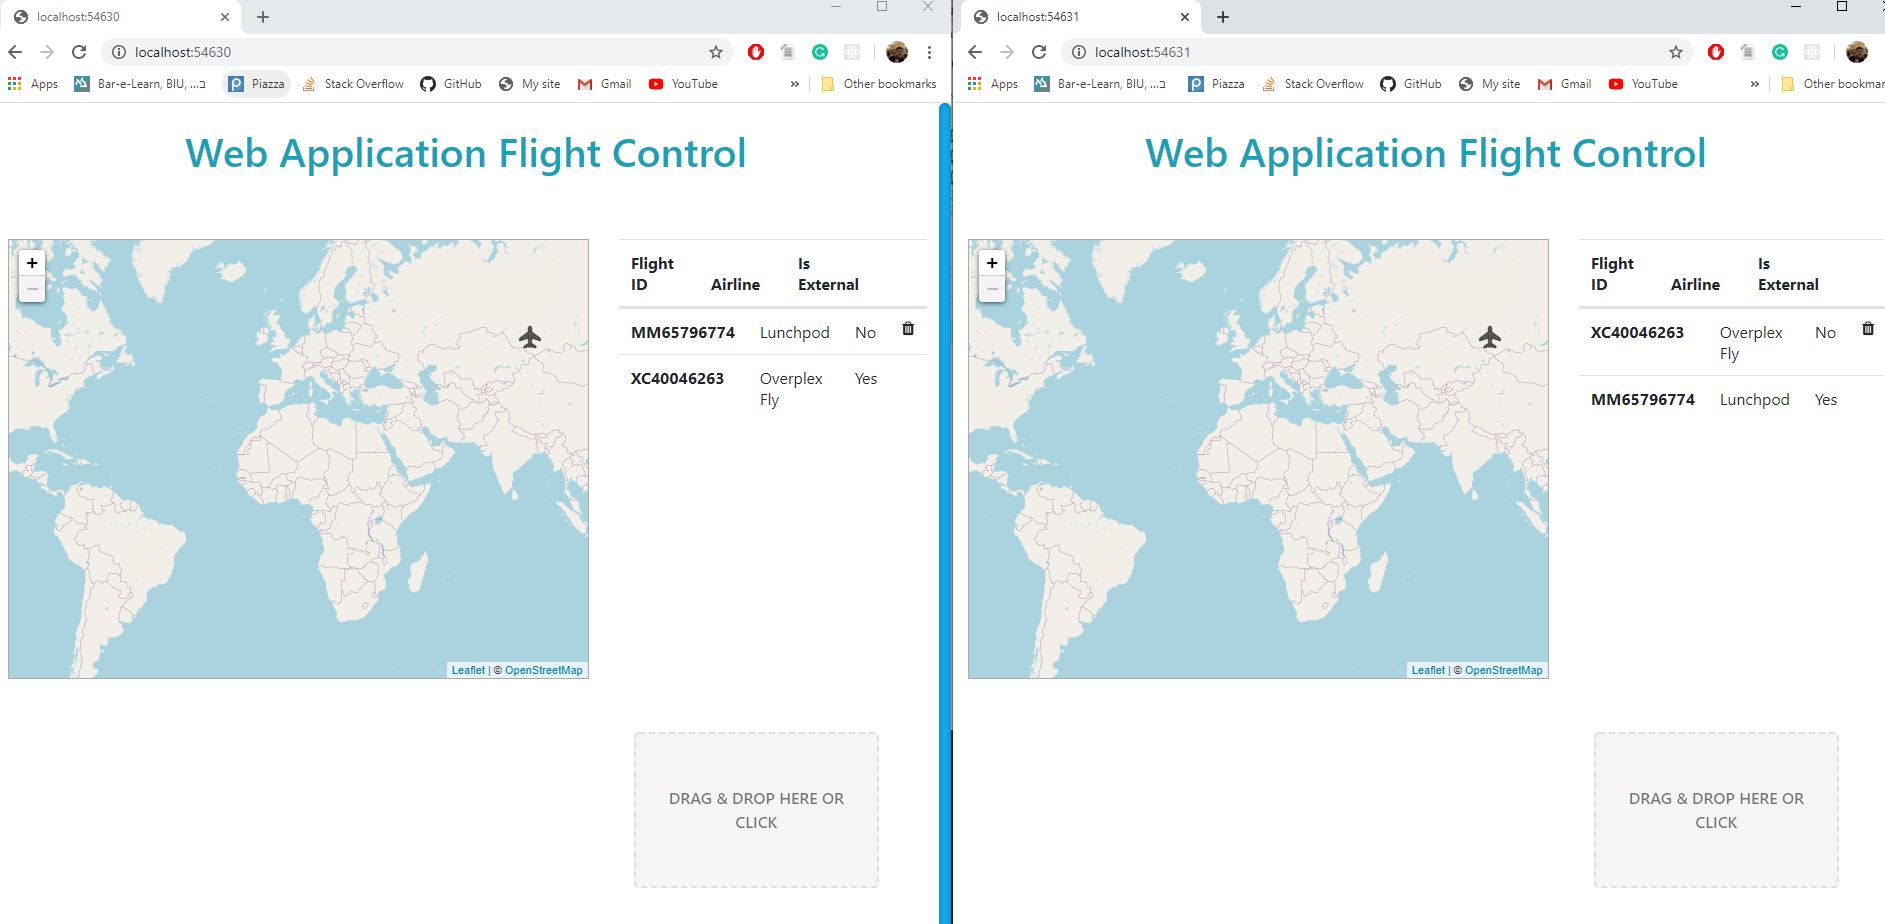 localhost:54630
localhost:54630
Apps Bar-e-Learn, BIU, ...ב Piazza Stack Overflow GitHub My site Gmail YouTube » Other bookmarks
Web Application Flight Control
+
−
Flight ID Airline Is External
MM65796774 Lunchpod No
XC40046263 Overplex Fly Yes
Leaflet | © OpenStreetMap
DRAG & DROP HERE OR
CLICK
localhost:54631
localhost:54631
Apps Bar-e-Learn, BIU, ...ב Piazza Stack Overflow GitHub My site Gmail YouTube » Other bookmar
Web Application Flight Control
+
−
Flight ID Airline Is External
XC40046263 Overplex Fly No
MM65796774 Lunchpod Yes
Leaflet | © OpenStreetMap
DRAG & DROP HERE OR
CLICK